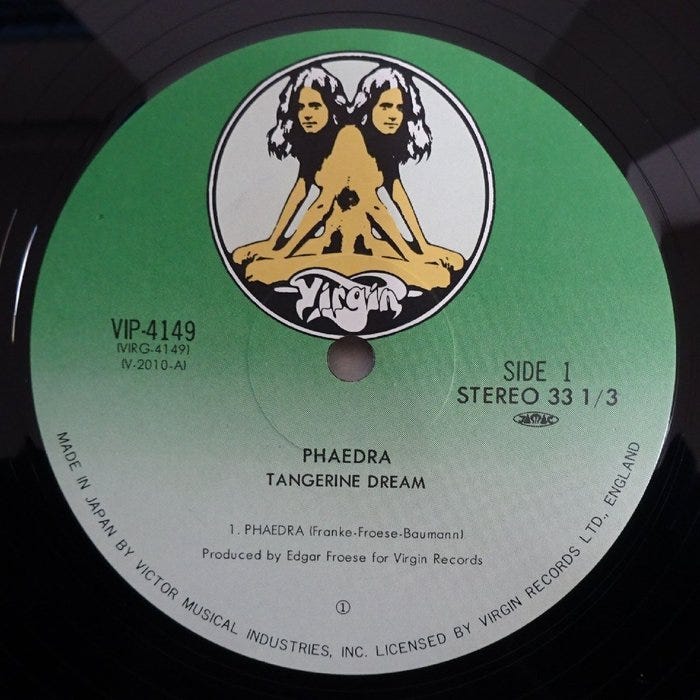 Virgin
VIP-4149
(VIRG-4149)
(V-2010-A)
SIDE 1
STEREO 33 1/3
JASRAC
PHAEDRA
TANGERINE DREAM
1. PHAEDRA (Franke-Froese-Baumann)
Produced by Edgar Froese for Virgin Records
①
MADE IN JAPAN BY VICTOR MUSICAL INDUSTRIES, INC. LICENSED BY VIRGIN RECORDS LTD., ENGLAND